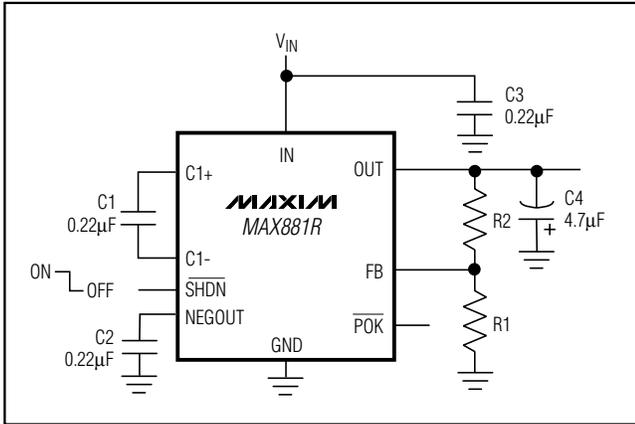 V_IN
C3
0.22µF
IN
OUT
C1+
C1
0.22µF
MAXIM
MAX881R
R2
C4
4.7µF
+
C1-
ON
OFF
SHDN
FB
NEGOUT
C2
0.22µF
POK
R1
GND